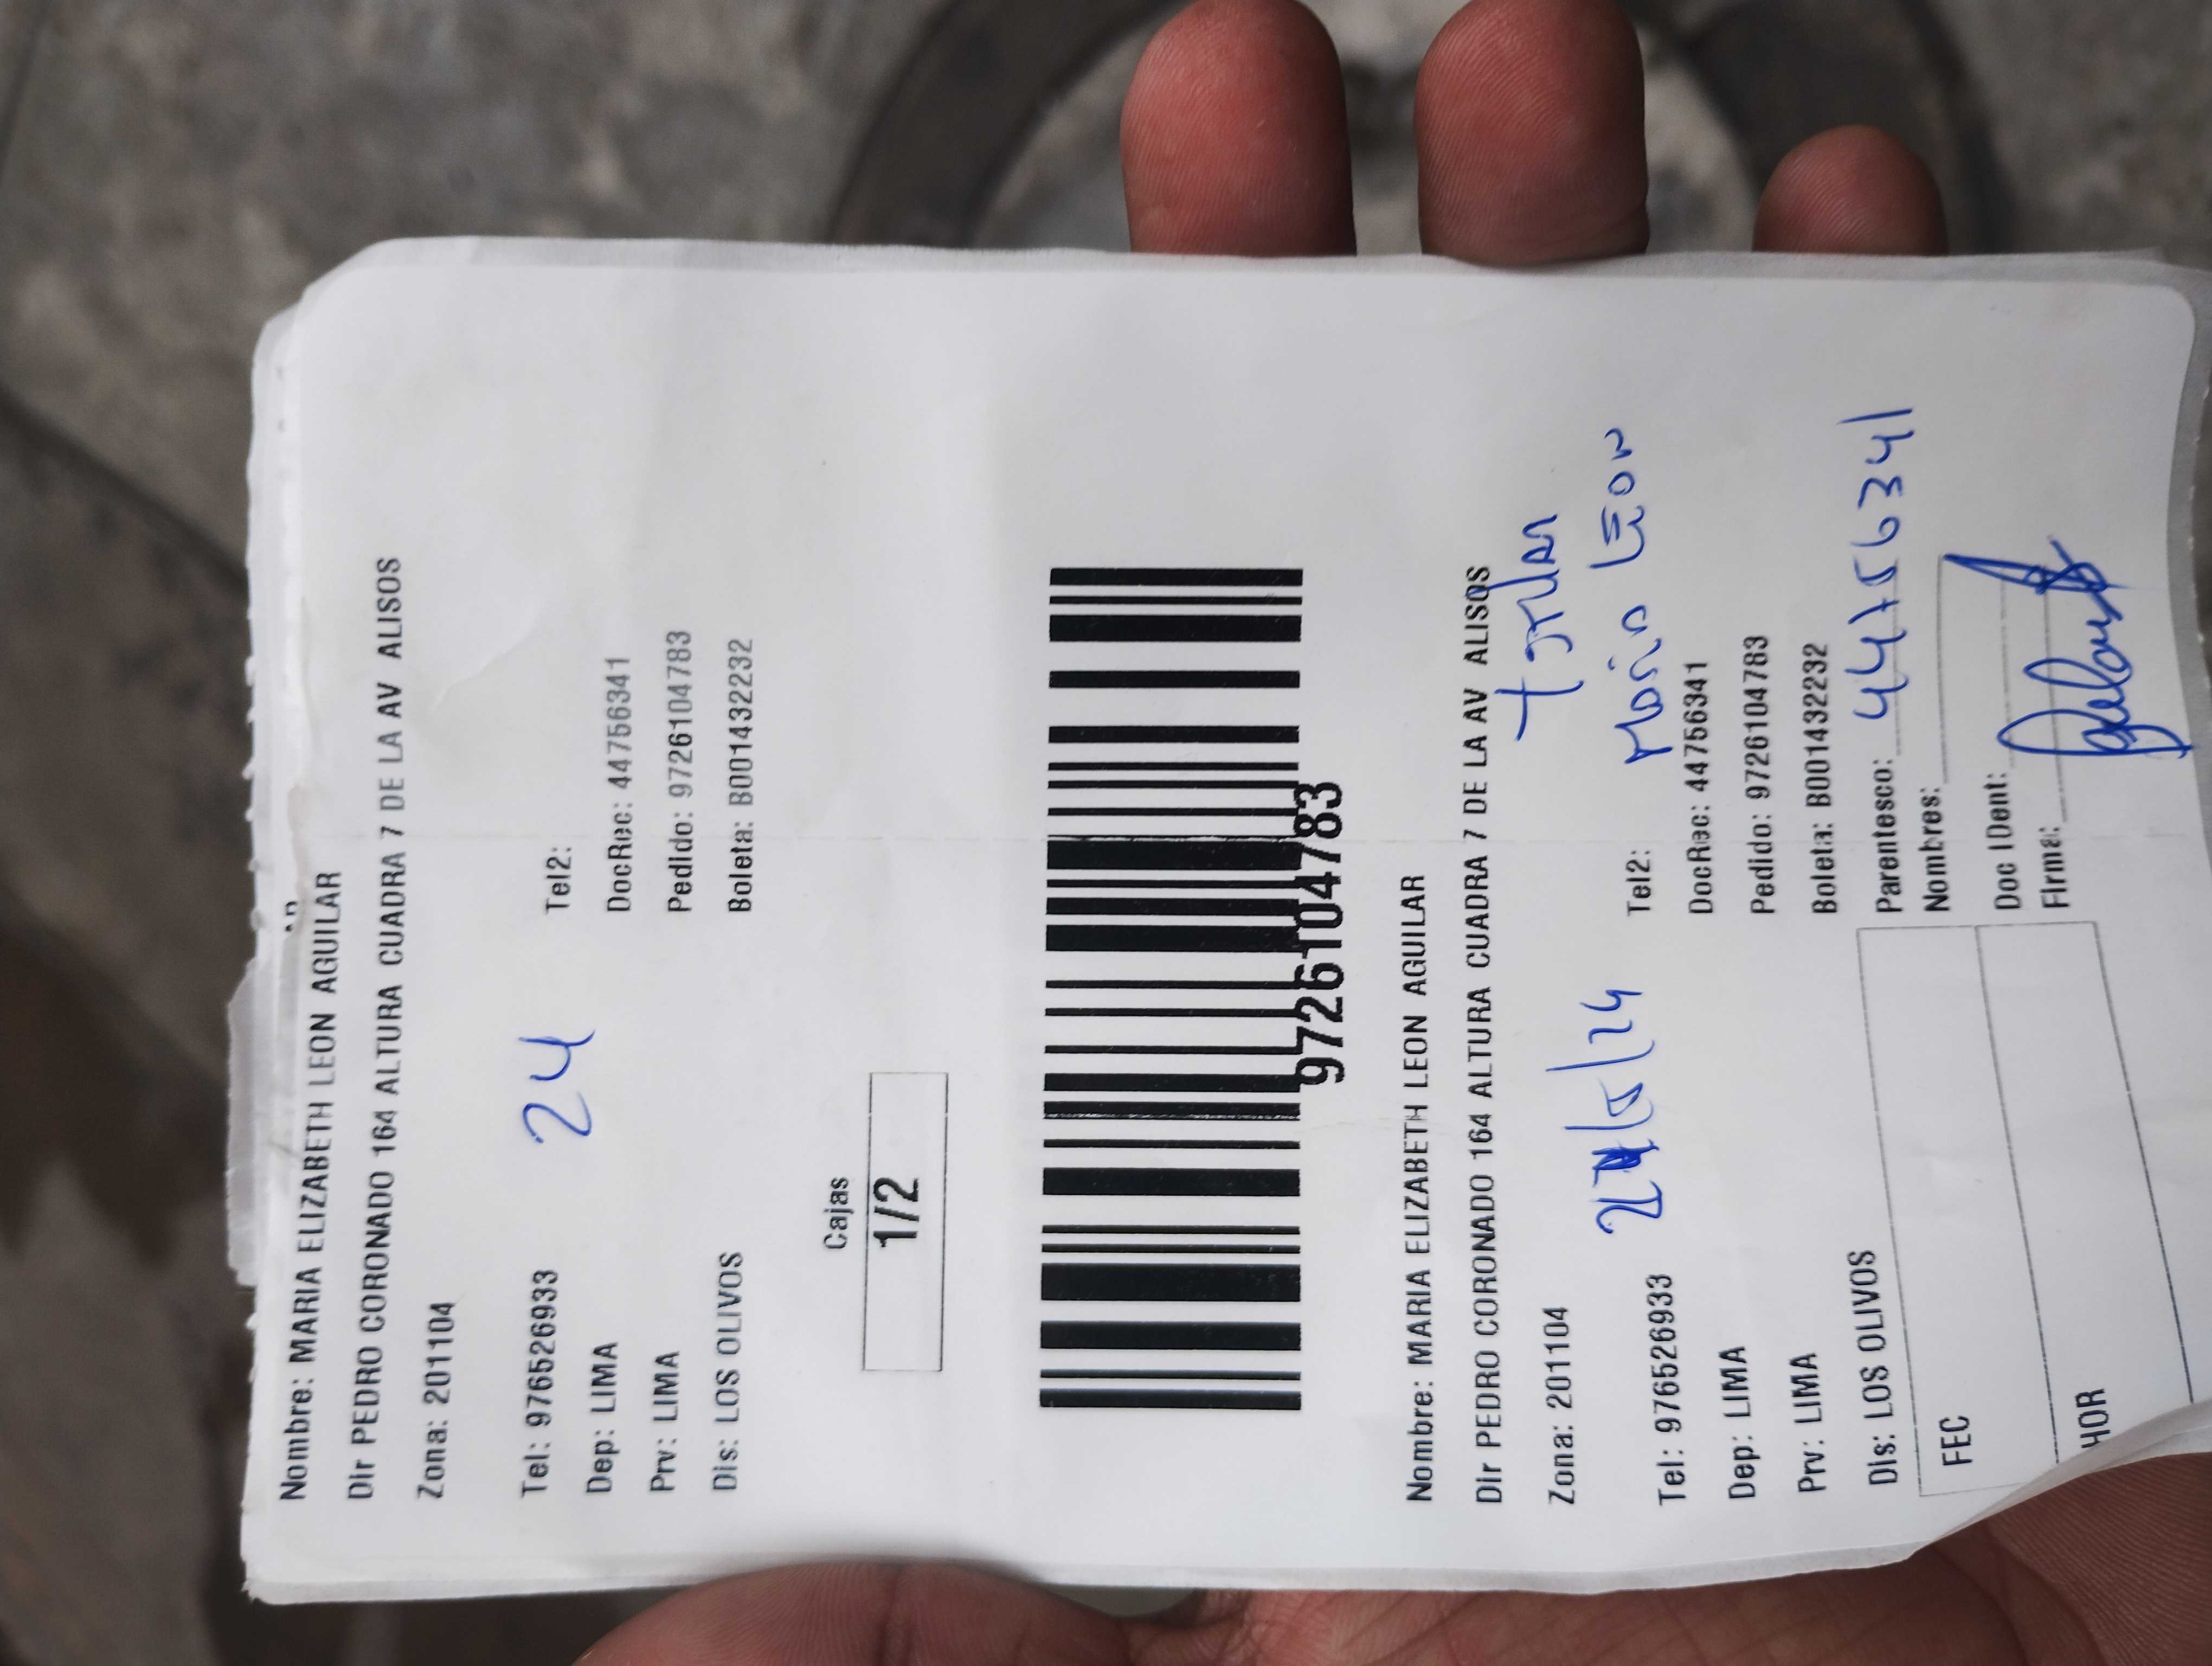 Nombre: MARIA ELIZABETH LEON AGUILAR
Dir PEDRO CORONADO 164 ALTURA CUADRA 7 DE LA AV ALISOS
Zona: 201104
24
Tel: 976526933 Tel2:
Dep: LIMA DocRec: 44756341
Prv: LIMA Pedido: 9726104783
Dis: LOS OLIVOS Boleta: B001432232
Cajas
1/2
9726104783
Nombre: MARIA ELIZABETH LEON AGUILAR
Dir PEDRO CORONADO 164 ALTURA CUADRA 7 DE LA AV ALISOS
Zona: 201104
Maria Leon
Tel: 976526933 Tel2:
Dep: LIMA DocRec: 44756341
Prv: LIMA Pedido: 9726104783
Dis: LOS OLIVOS Boleta: B001432232
Parentesco: 44756341
FEC Nombres:
Doc IDent:
HOR Firma: